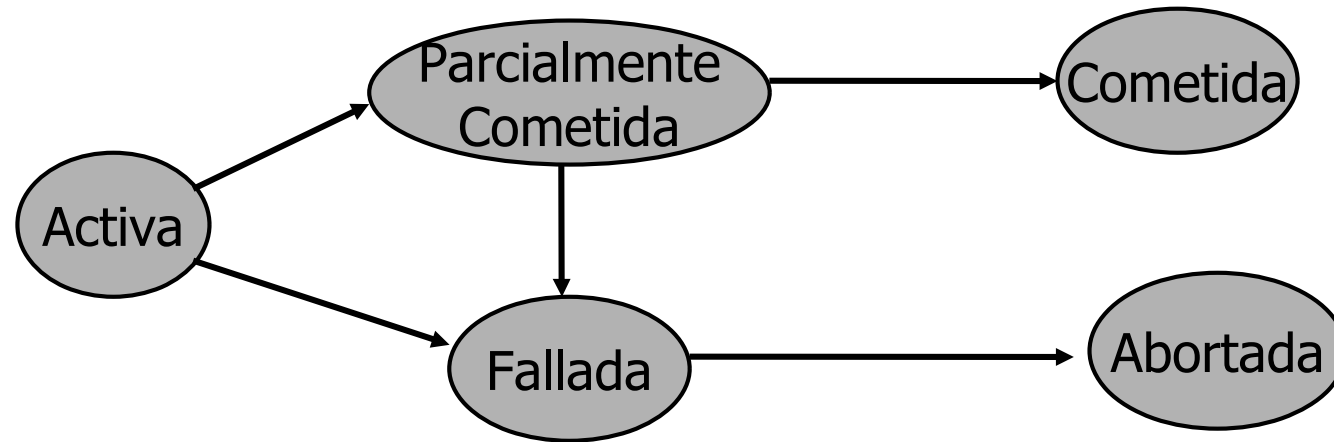 Parcialmente
Cometida
Cometida
Activa
Fallada
Abortada